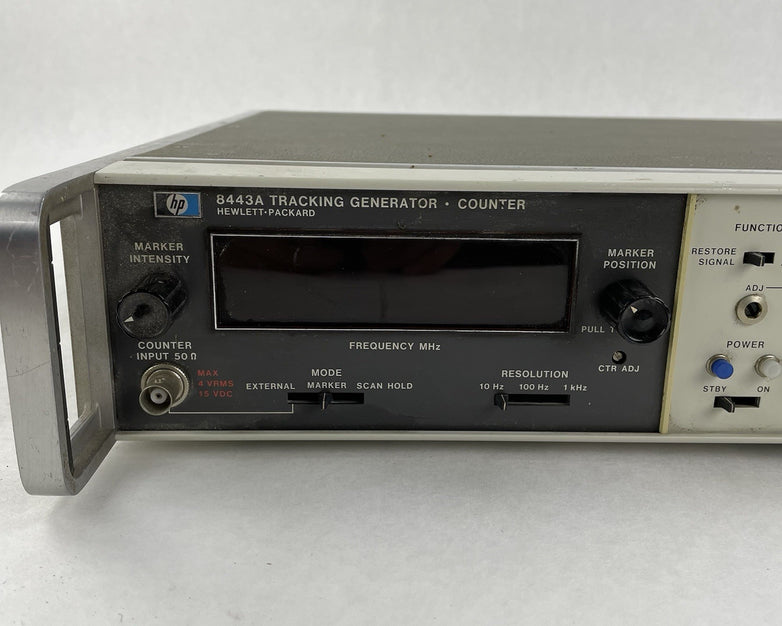 hp
8443A TRACKING GENERATOR · COUNTER
HEWLETT·PACKARD
MARKER
INTENSITY
MARKER
POSITION
COUNTER
INPUT 50 Ω
MAX
4 VRMS
15 VDC
FREQUENCY MHz
PULL
CTR ADJ
MODE
EXTERNAL MARKER SCAN HOLD
RESOLUTION
10 Hz 100 Hz 1 kHz
RESTORE
SIGNAL
ADJ
POWER
STBY ON